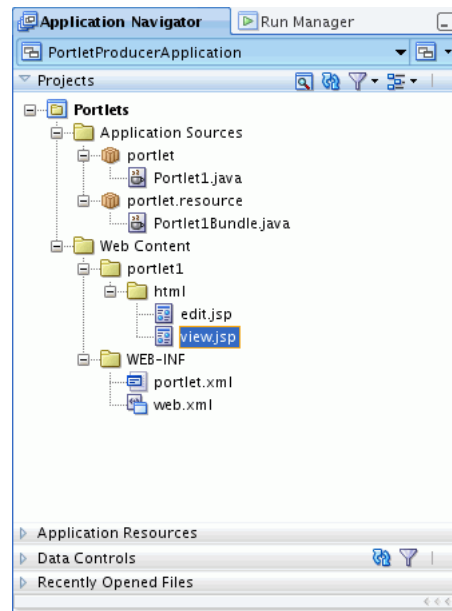 Application Navigator
Run Manager
PortletProducerApplication
Projects
Portlets
Application Sources
portlet
Portlet1.java
portlet.resource
Portlet1Bundle.java
Web Content
portlet1
html
edit.jsp
view.jsp
WEB-INF
portlet.xml
web.xml
Application Resources
Data Controls
Recently Opened Files